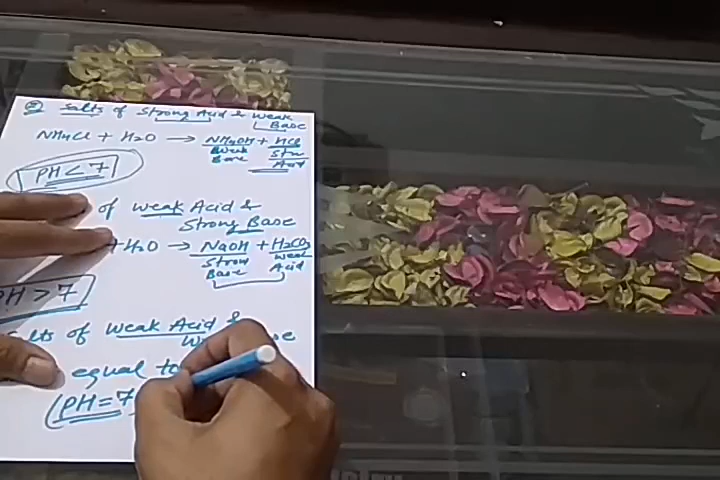 ② Salts of Strong Acid & Weak
Base
NH4Cl + H2O → NH4OH + HCl
Weak
Base
Acid
PH < 7
of weak Acid &
Strong Base
+ H2O → NaOH + H2CO3
Strong
Base
weak
Acid
PH > 7
of weak Acid &
equal to
PH = 7